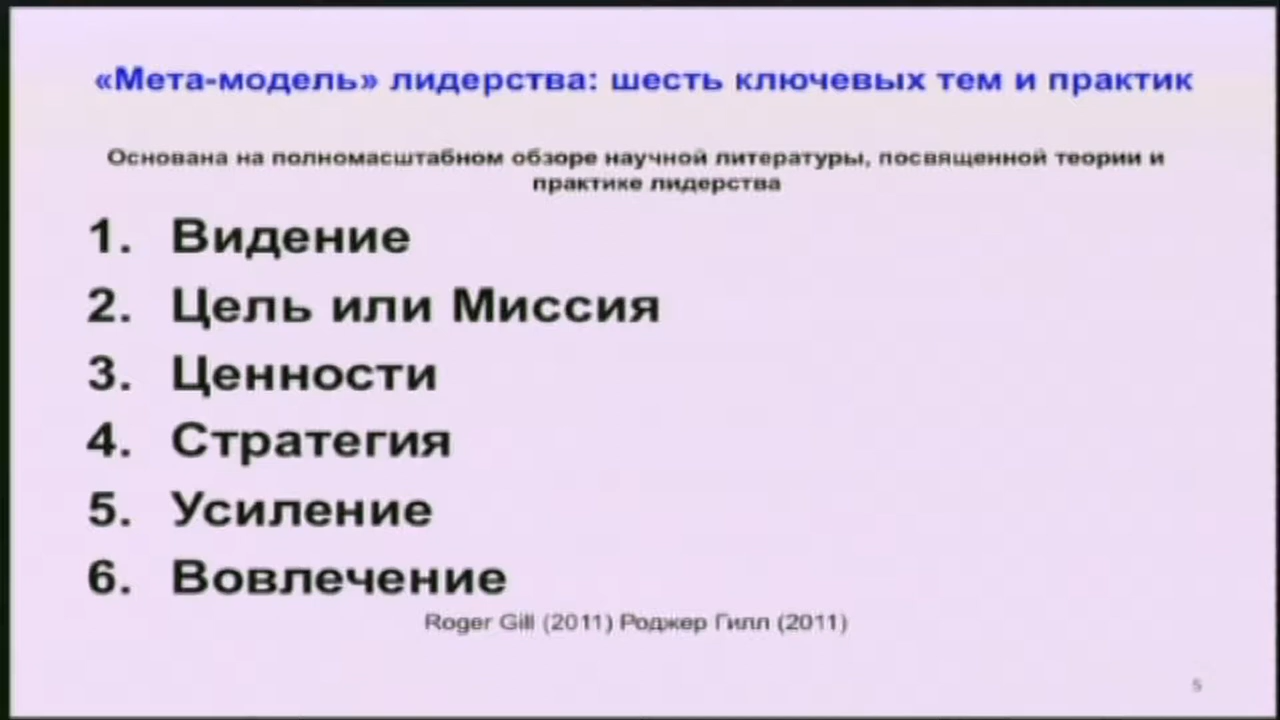 «Мета-модель» лидерства: шесть ключевых тем и практик
Основана на полномасштабном обзоре научной литературы, посвященной теории и
практике лидерства
1. Видение
2. Цель или Миссия
3. Ценности
4. Стратегия
5. Усиление
6. Вовлечение
Roger Gill (2011) Роджер Гилл (2011)
5